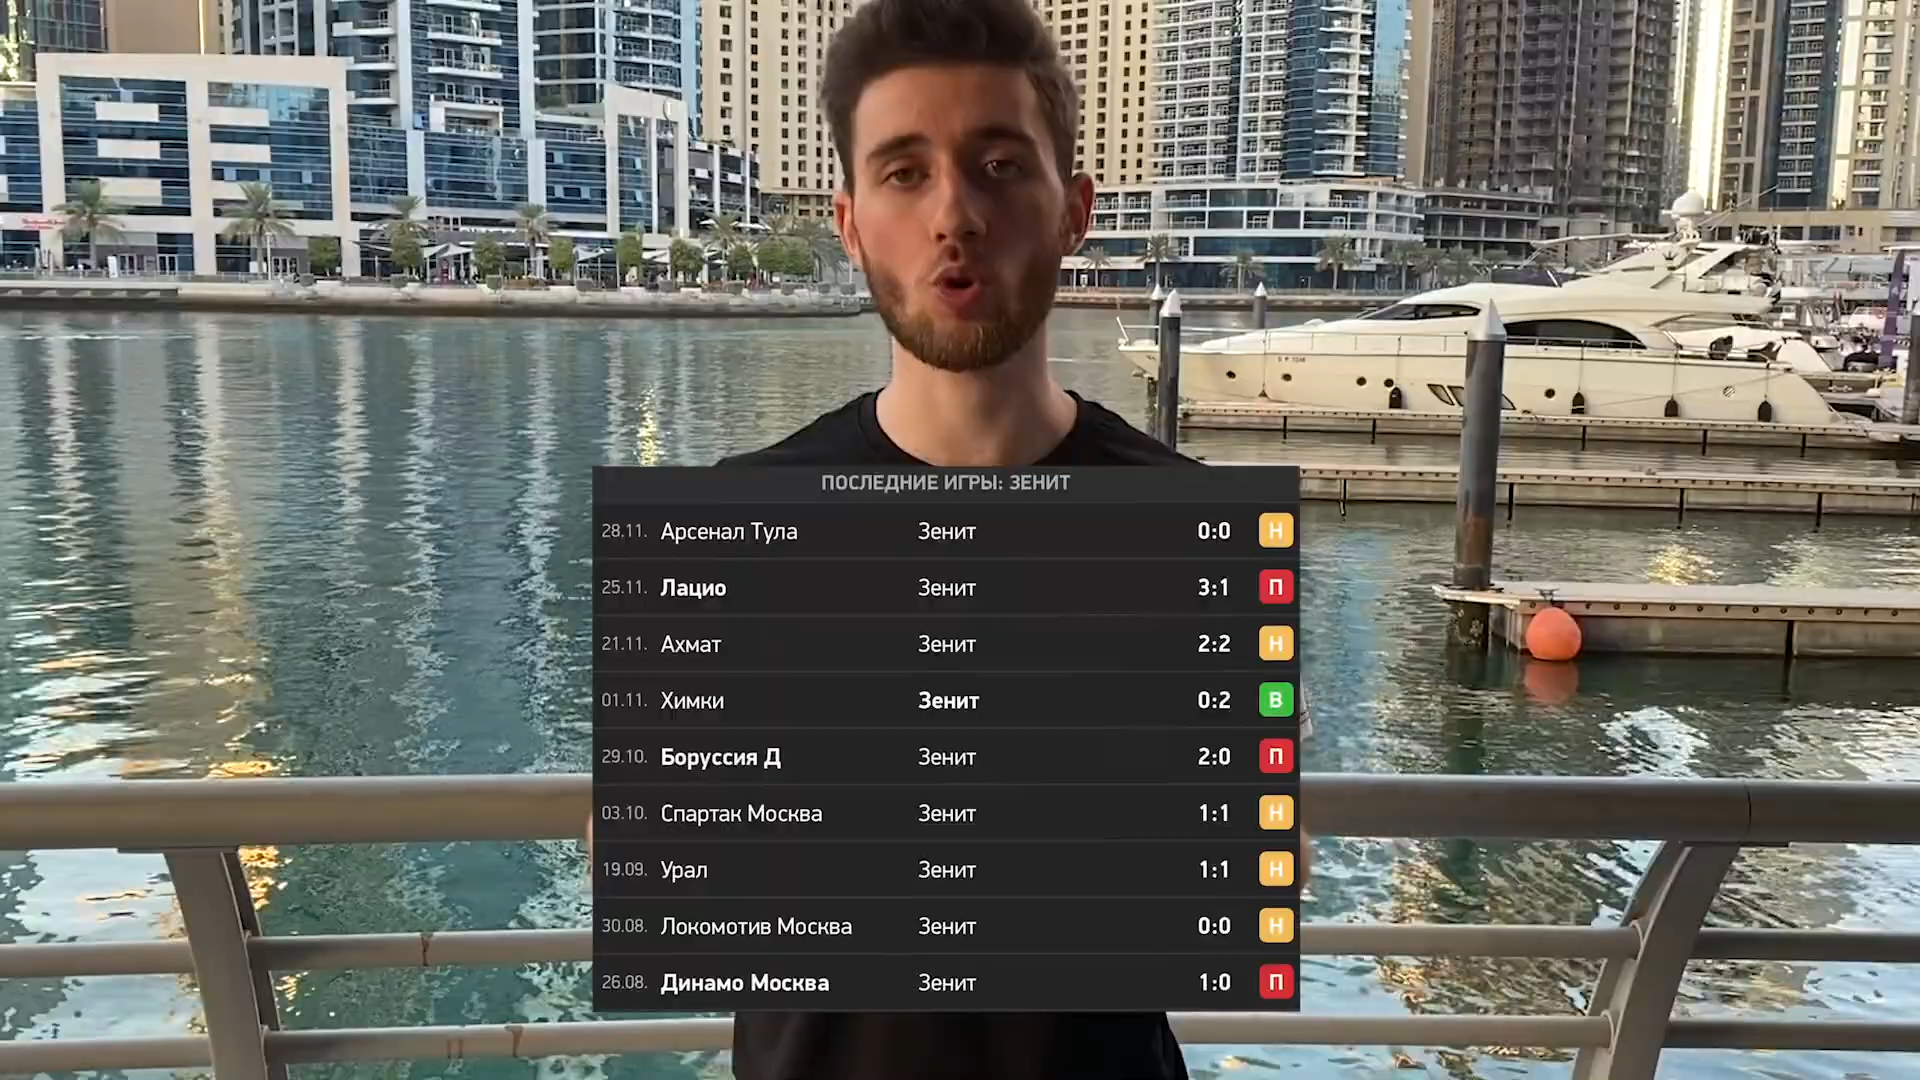 ПОСЛЕДНИЕ ИГРЫ: ЗЕНИТ
28.11. Арсенал Тула Зенит 0:0 Н
25.11. Лацио Зенит 3:1 П
21.11. Ахмат Зенит 2:2 Н
01.11. Химки Зенит 0:2 В
29.10. Боруссия Д Зенит 2:0 П
03.10. Спартак Москва Зенит 1:1 Н
19.09. Урал Зенит 1:1 Н
30.08. Локомотив Москва Зенит 0:0 Н
26.08. Динамо Москва Зенит 1:0 П